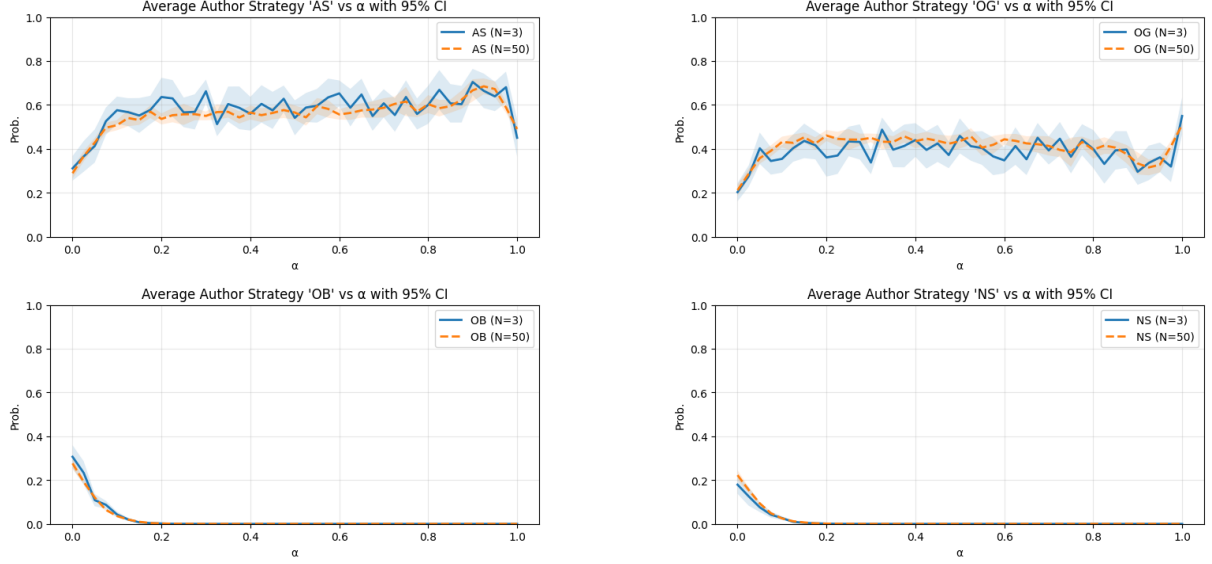 Average Author Strategy 'AS' vs α with 95% CI
1.0
0.8
0.6
0.4
0.2
0.0
Prob.
AS (N=3)
AS (N=50)
0.0 0.2 0.4 0.6 0.8 1.0
α
Average Author Strategy 'OG' vs α with 95% CI
1.0
0.8
0.6
0.4
0.2
0.0
Prob.
OG (N=3)
OG (N=50)
0.0 0.2 0.4 0.6 0.8 1.0
α
Average Author Strategy 'OB' vs α with 95% CI
1.0
0.8
0.6
0.4
0.2
0.0
Prob.
OB (N=3)
OB (N=50)
0.0 0.2 0.4 0.6 0.8 1.0
α
Average Author Strategy 'NS' vs α with 95% CI
1.0
0.8
0.6
0.4
0.2
0.0
Prob.
NS (N=3)
NS (N=50)
0.0 0.2 0.4 0.6 0.8 1.0
α